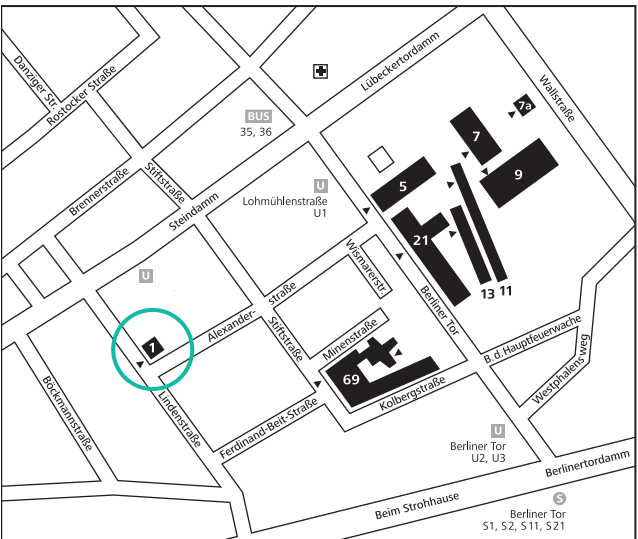 Danziger Str.
Rostocker Straße
Lübeckertordamm
Wallstraße
7a
BUS
35, 36
7
9
Stiftstraße
Brennerstraße
Steindamm
U
Lohmühlenstraße
U1
5
21
Wismarerstr.
U
Alexander-
straße
Berliner Tor
13
11
1
Stiftstraße
Minenstraße
B.d.Hauptfeuerwache
Westphalensweg
69
Kolbergstraße
Böckmannstraße
Lindenstraße
Ferdinand-Beit-Straße
U
Berliner Tor
U2, U3
Berlinertordamm
Beim Strohhause
S
Berliner Tor
S1, S2, S11, S21